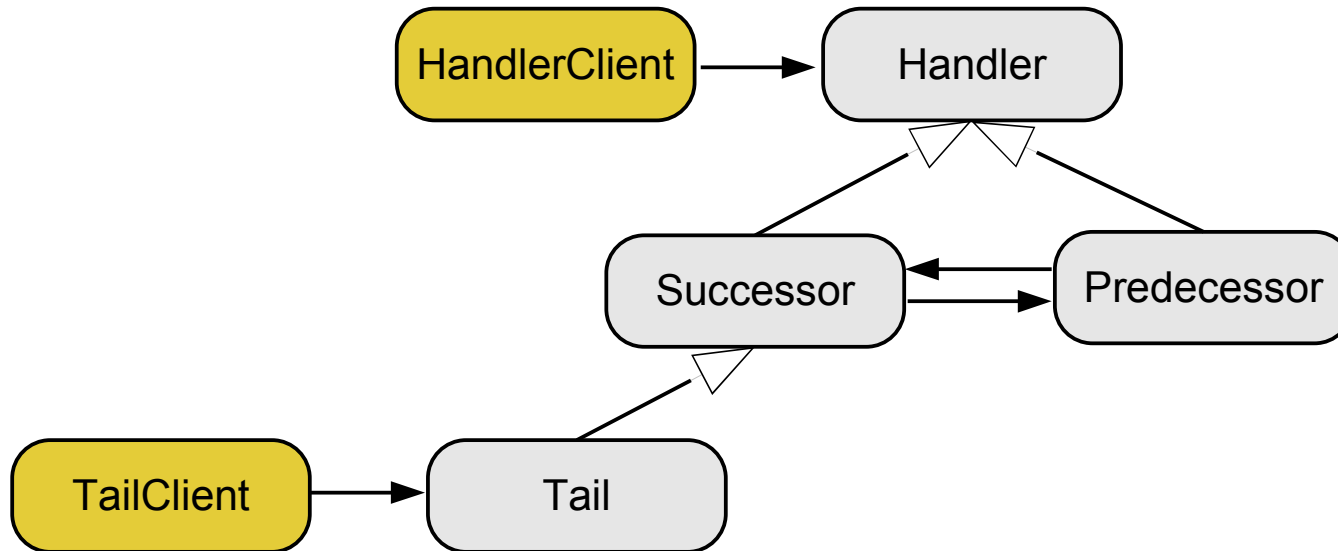 HandlerClient
Handler
Successor
Predecessor
TailClient
Tail